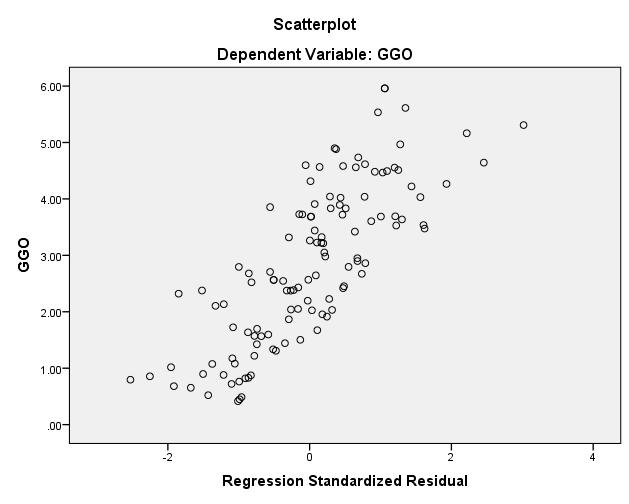 Scatterplot
Dependent Variable: GGO
6.00
5.00
4.00
3.00
2.00
1.00
.00
GGO
-2
0
2
4
Regression Standardized Residual